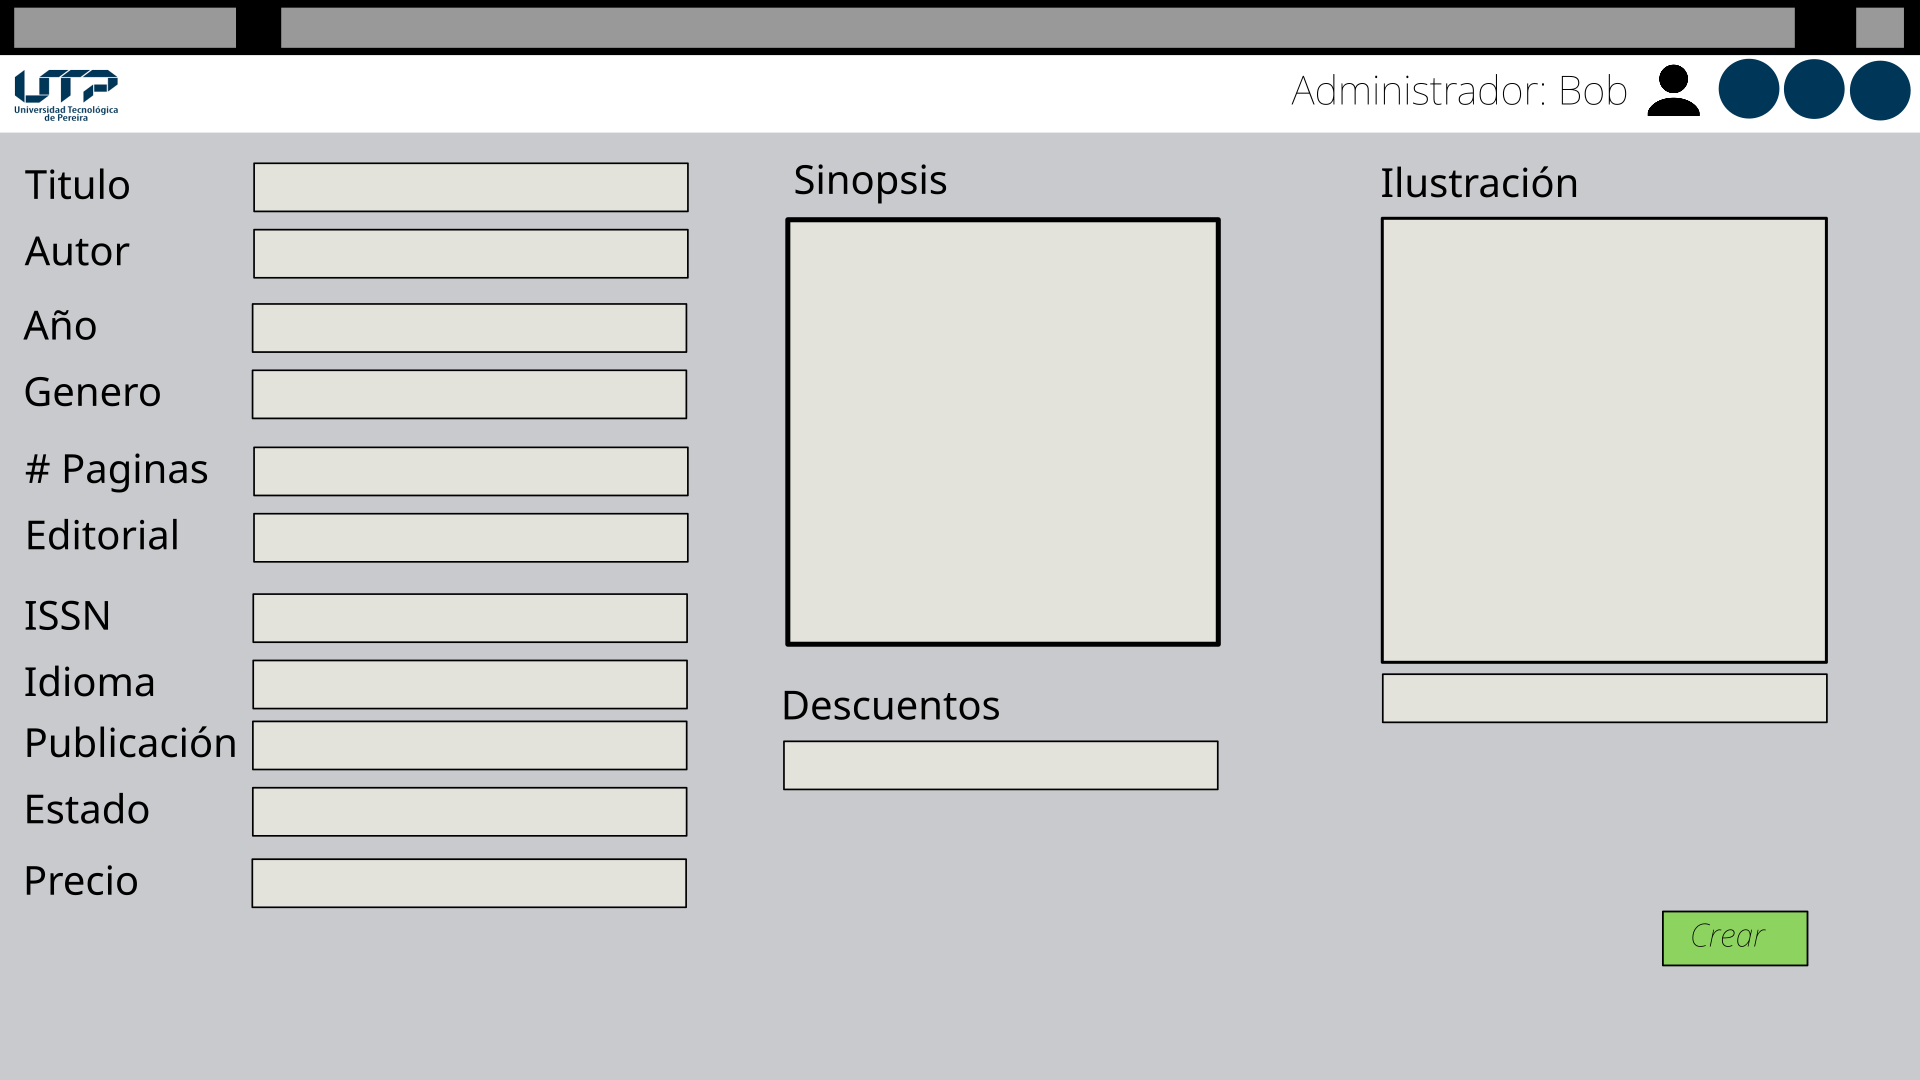 UTP
Universidad Tecnológica
de Pereira
Administrador: Bob
Titulo
Autor
Año
Genero
# Paginas
Editorial
ISSN
Idioma
Publicación
Estado
Precio
Sinopsis
Descuentos
Ilustración
Crear